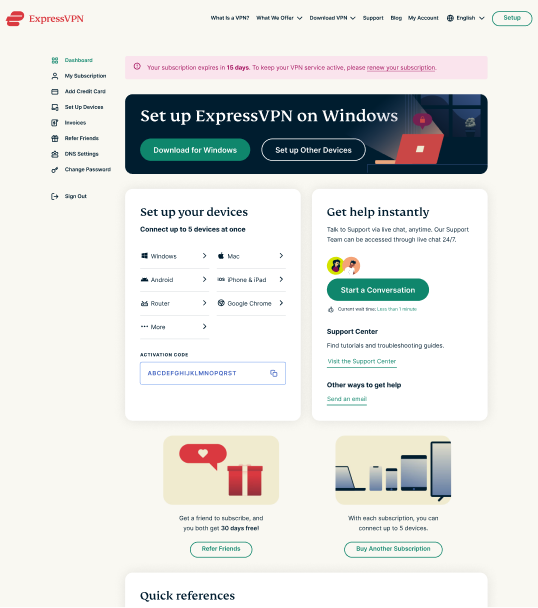 ExpressVPN
What Is a VPN? What We Offer Download VPN Support Blog My Account English Setup
Dashboard
My Subscription
Add Credit Card
Set Up Devices
Invoices
Refer Friends
DNS Settings
Change Password
Sign Out
Your subscription expires in 15 days. To keep your VPN service active, please renew your subscription.
Set up ExpressVPN on Windows
Download for Windows Set up Other Devices
Set up your devices
Connect up to 5 devices at once
Windows Mac
Android iOS iPhone & iPad
Router Google Chrome
More
ACTIVATION CODE
ABCDEFGHIJKLMNOPQRST
Get help instantly
Talk to Support via live chat, anytime. Our Support
Team can be accessed through live chat 24/7.
Start a Conversation
Current wait time: Less than 1 minute
Support Center
Find tutorials and troubleshooting guides.
Visit the Support Center
Other ways to get help
Send an email
Get a friend to subscribe, and
you both get 30 days free!
Refer Friends
With each subscription, you can
connect up to 5 devices.
Buy Another Subscription
Quick references